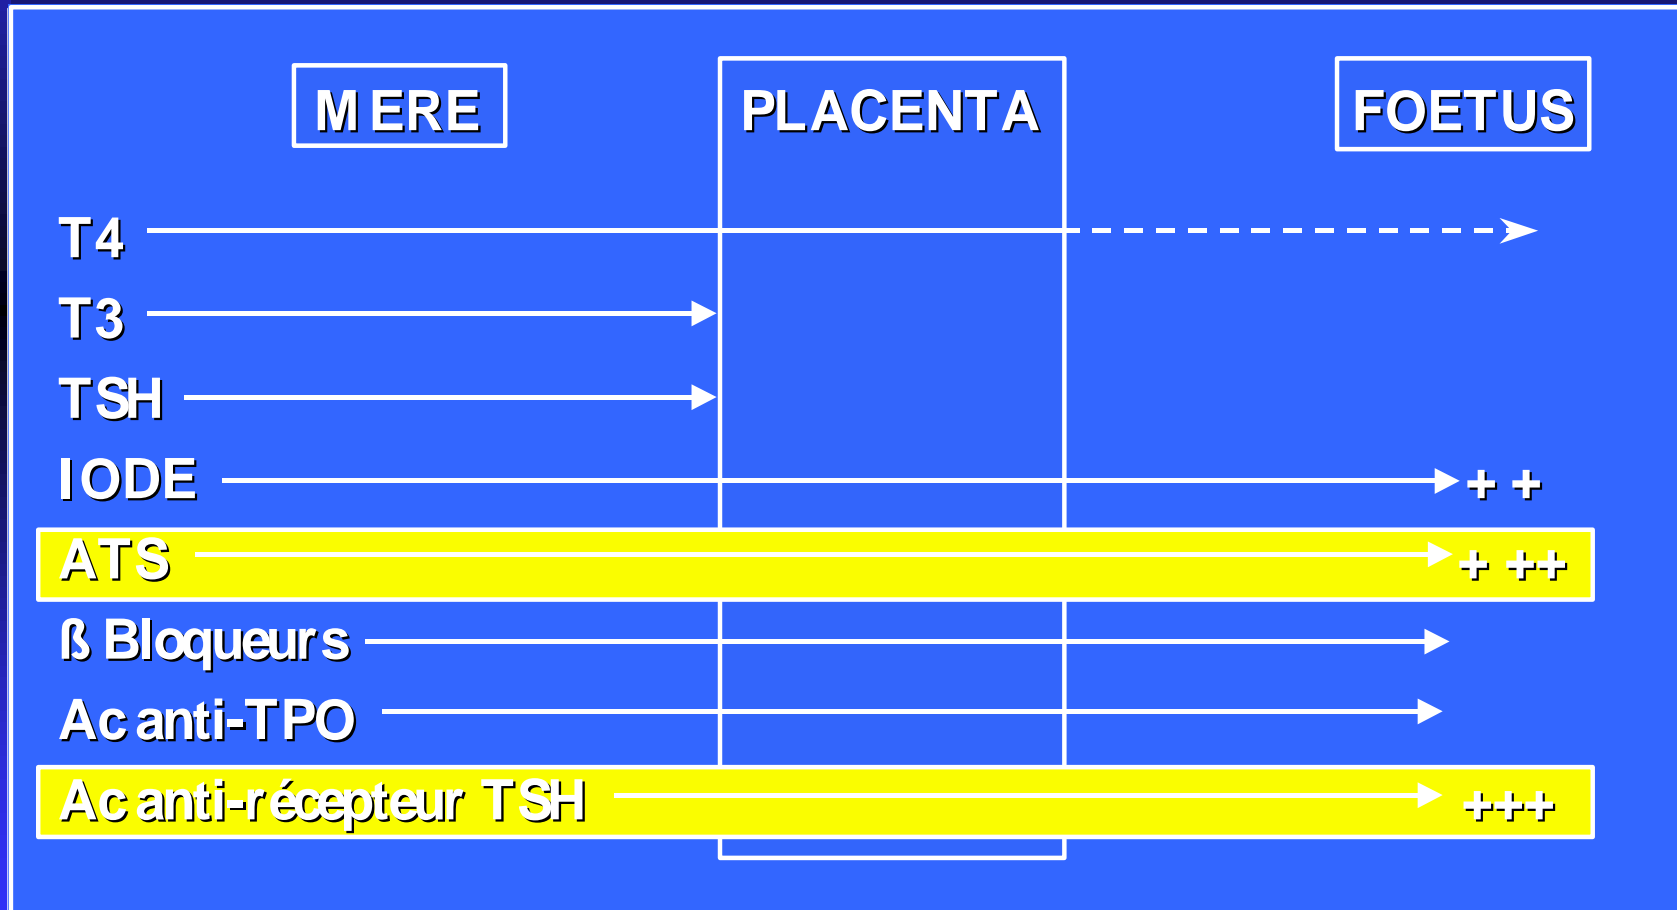 MERE PLACENTA FOETUS
T4
T3
TSH
IODE ++
ATS +++
ß Bloqueurs
Ac anti-TPO
Ac anti-récepteur TSH +++